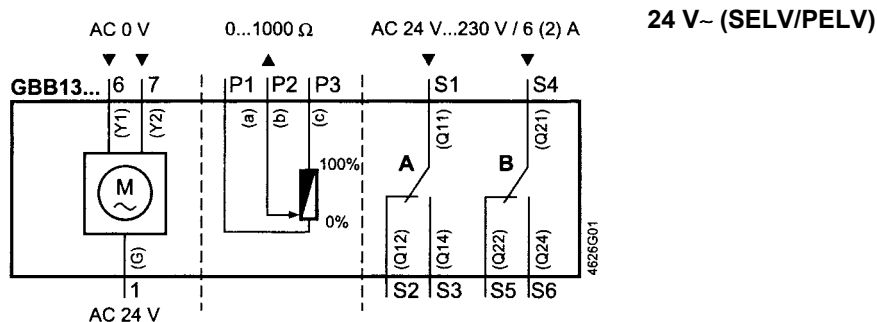 24 V~ (SELV/PELV)
AC 0 V 0...1000 Ω AC 24 V...230 V / 6 (2) A
GBB13... 6 7 P1 P2 P3 S1 S4
(Y1) (Y2) (a) (b) (c) (Q11) (Q21)
A B
100%
M
~
0%
(G) (Q12) (Q14) (Q22) (Q24)
1 S2 S3 S5 S6
AC 24 V
4626G01